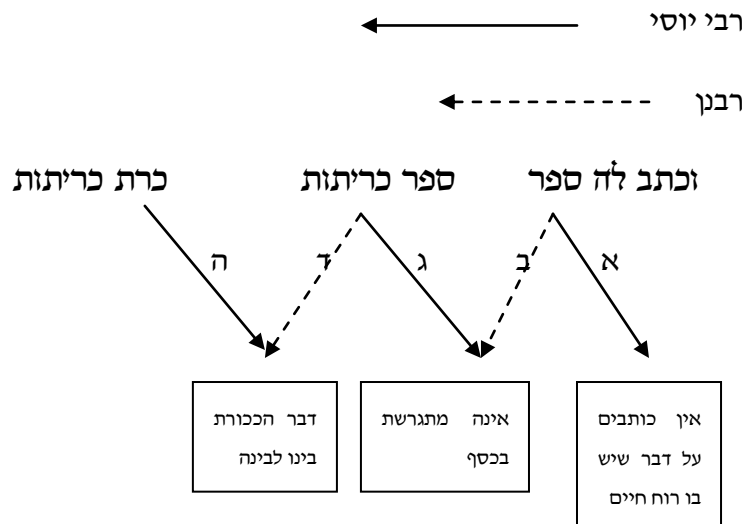 רבי יוסי
רבנן
וכתב לה ספר
ספר כריתות
כרת כריתות
א
ב
ג
ד
ה
אין כותבים
על דבר שיש
בו רוח חיים
אינה מתגרשת
בכסף
דבר הככורת
בינו לבינה